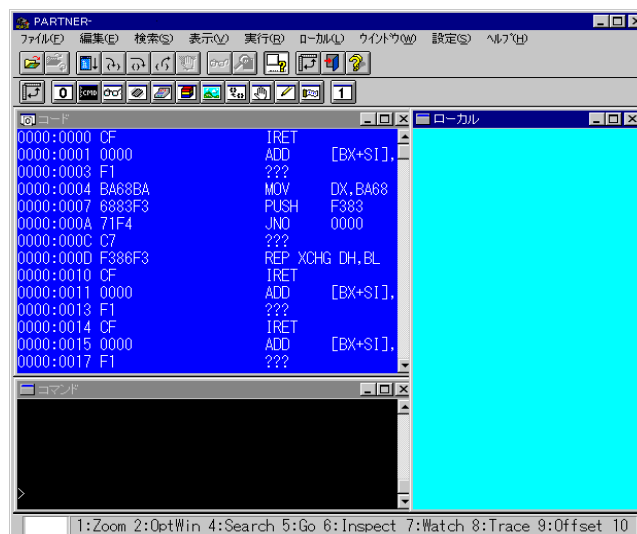 PARTNER-
ファイル(F) 編集(E) 検索(S) 表示(V) 実行(R) ローカル(L) ウインドウ(W) 設定(S) ヘルプ(H)
0 CMD 1
コード
0000:0000 CF IRET
0000:0001 0000 ADD [BX+SI],
0000:0003 F1 ???
0000:0004 BA68BA MOV DX,BA68
0000:0007 6883F3 PUSH F383
0000:000A 71F4 JNO 0000
0000:000C C7 ???
0000:000D F386F3 REP XCHG DH,BL
0000:0010 CF IRET
0000:0011 0000 ADD [BX+SI],
0000:0013 F1 ???
0000:0014 CF IRET
0000:0015 0000 ADD [BX+SI],
0000:0017 F1 ???
ローカル
コマンド
>
1:Zoom 2:OptWin 4:Search 5:Go 6:Inspect 7:Watch 8:Trace 9:Offset 10